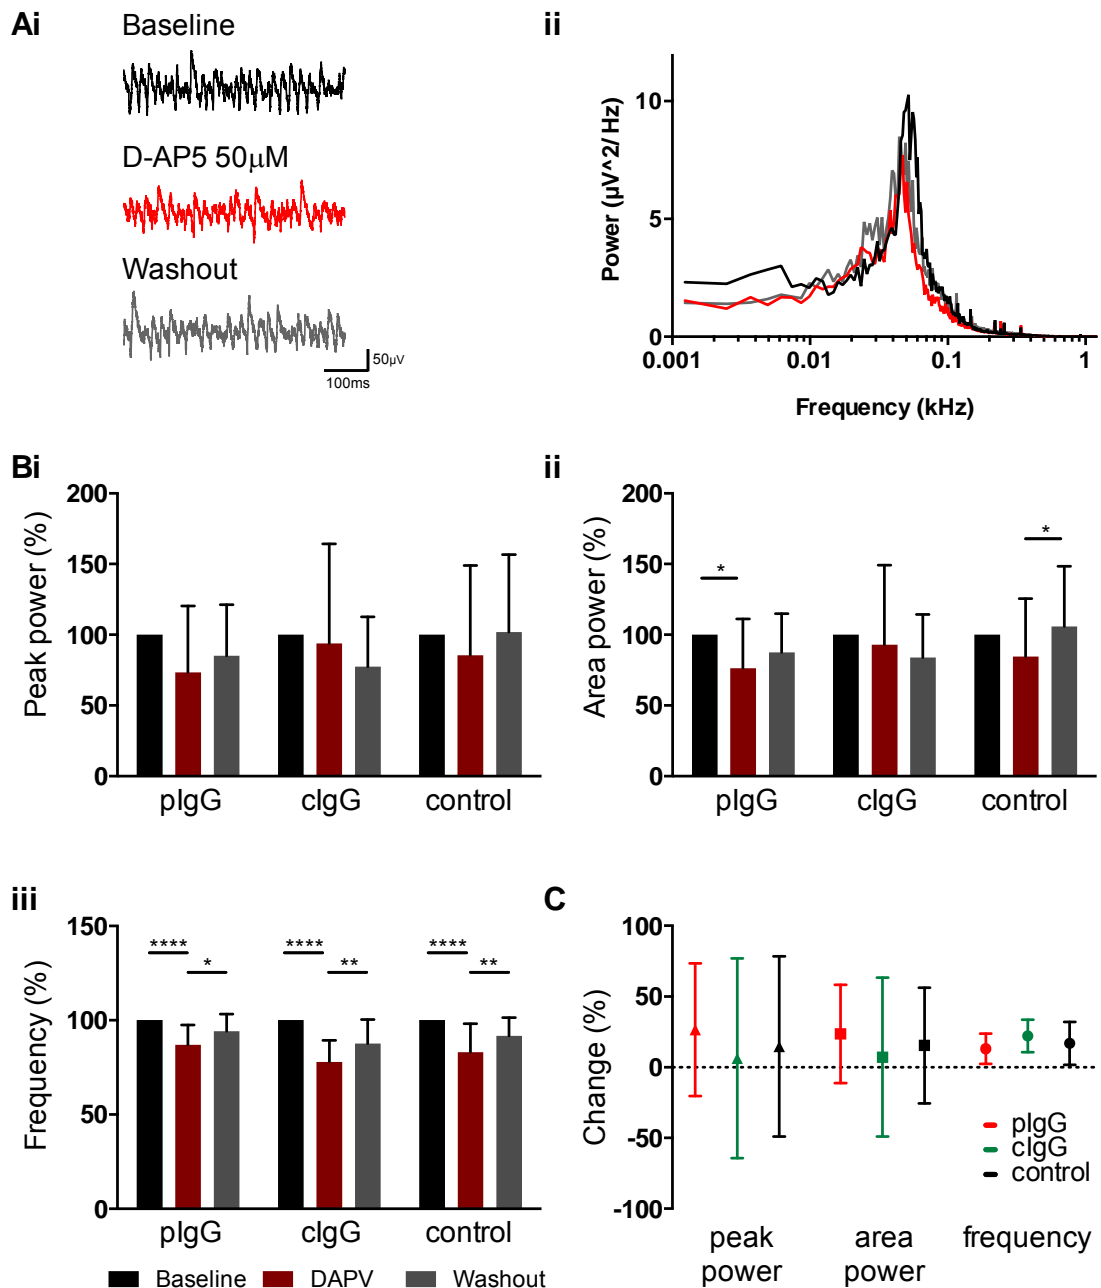 Ai
Baseline
D-AP5 50μM
Washout
50μV
100ms
ii
Power (μV^2/ Hz)
10
5
0
0.001 0.01 0.1 1
Frequency (kHz)
Bi
Peak power (%)
200
150
100
50
0
pIgG cIgG control
ii
Area power (%)
200
150
100
50
0
* *
pIgG cIgG control
iii
Frequency (%)
150
100
50
0
**** * **** ** **** **
pIgG cIgG control
Baseline DAPV Washout
C
Change (%)
100
50
0
-50
-100
pIgG
cIgG
control
peak power
area power
frequency